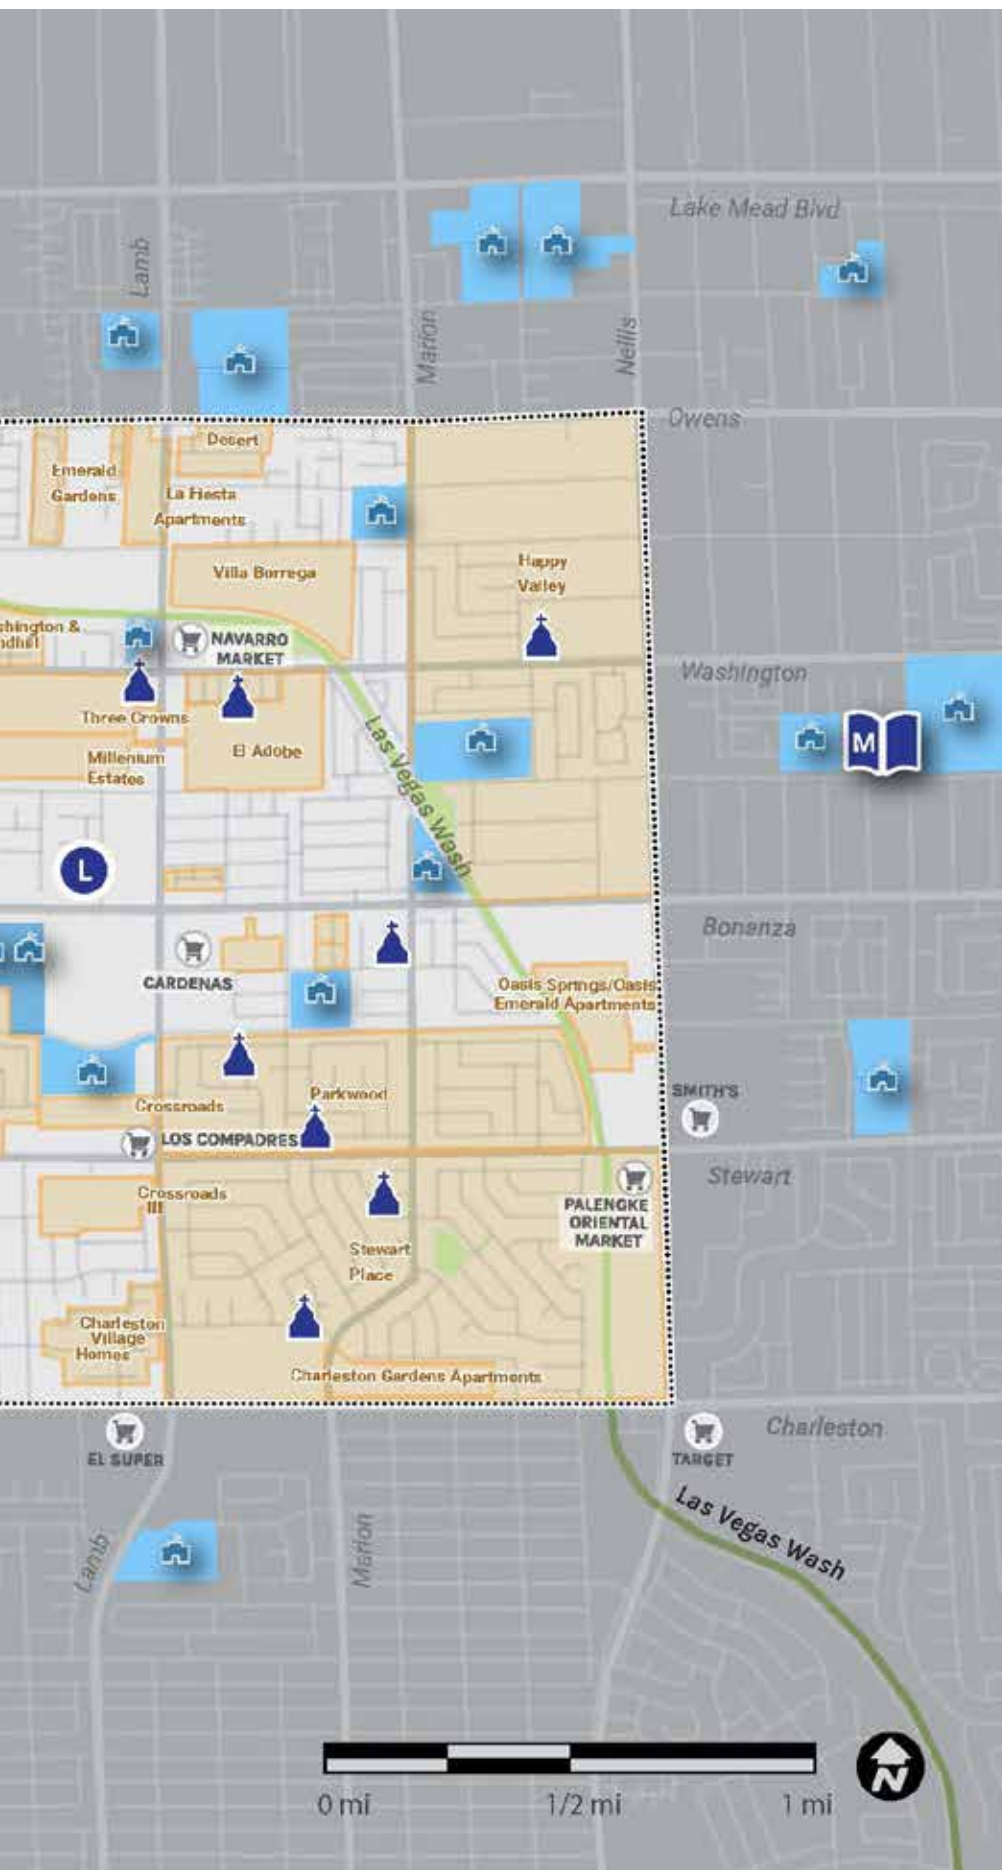 Lake Mead Blvd
Lamb
Marion
Nellis
Owens
Desert
Emerald
Gardens
La Fiesta
Apartments
Happy
Valley
Villa Borrega
shington &
ndhill
NAVARRO
MARKET
Washington
Three Crowns
Las Vegas Wash
M
El Adobe
Millenium
Estates
L
Bonanza
CARDENAS
Oasis Springs/Oasis
Emerald Apartments
SMITH'S
Parkwood
Crossroads
LOS COMPADRES
Stewart
Crossroads
III
PALENGKE
ORIENTAL
MARKET
Stewart
Place
Charleston
Village
Homes
Charleston Gardens Apartments
Charleston
EL SUPER
TARGET
Las Vegas Wash
Lamb
Marion
N
0 mi
1/2 mi
1 mi